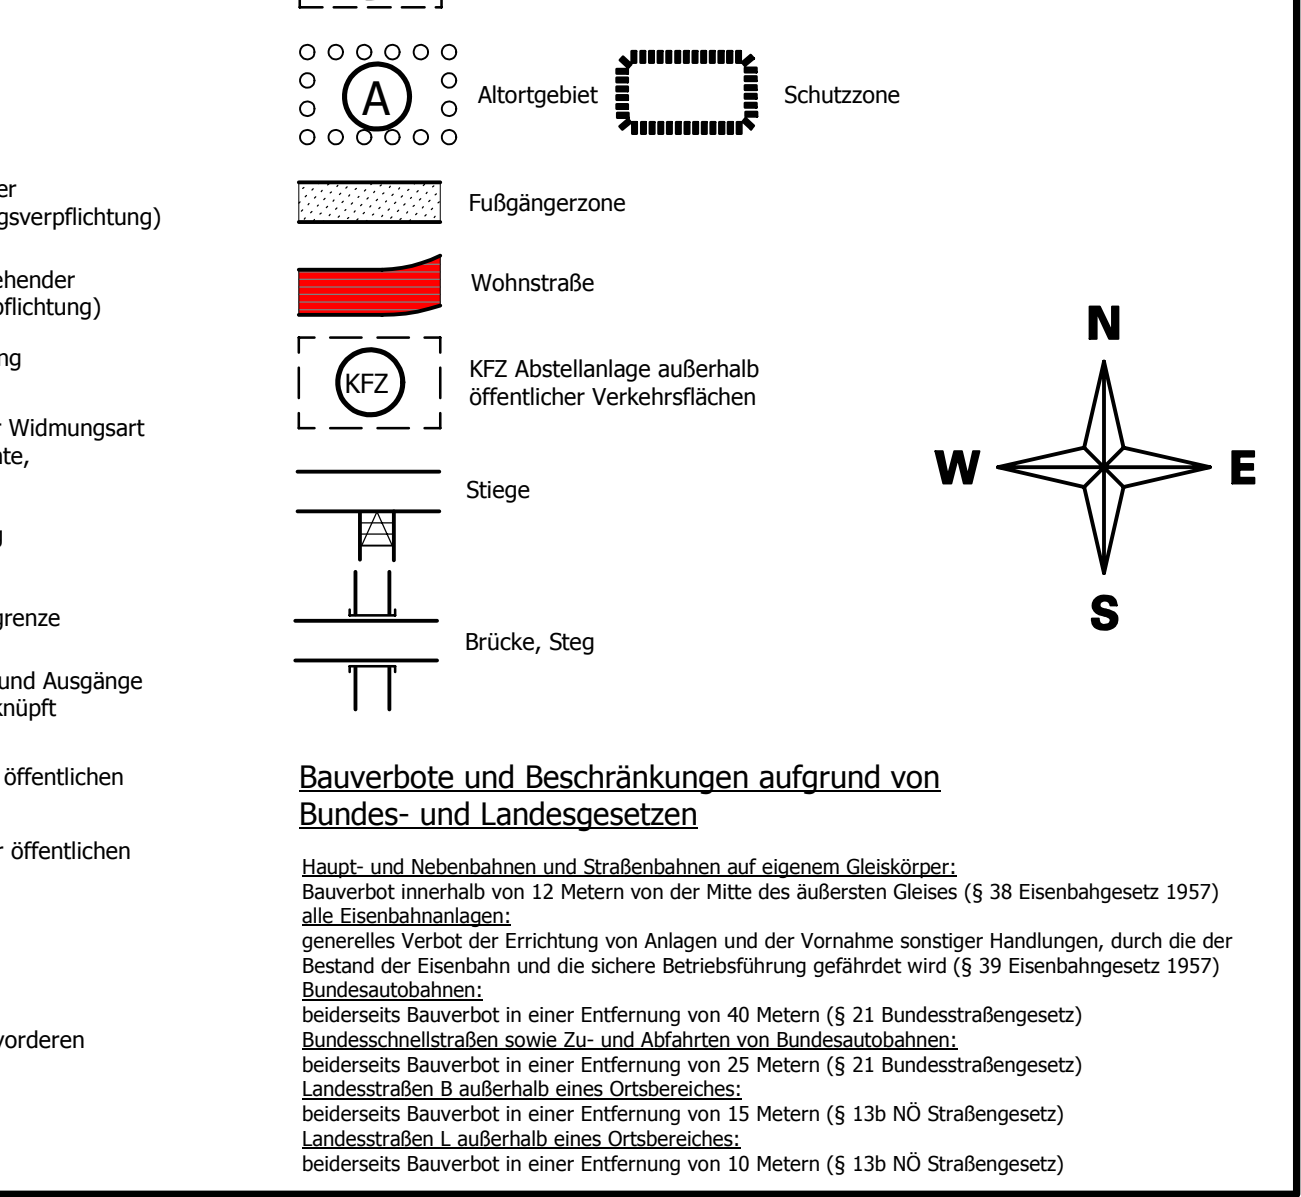 er
gsverpflichtung)
ehender
oflichtung)
ng
r Widmungsart
nte,
g
grenze
und Ausgänge
knüpft
öffentlichen
r öffentlichen
vorderen
A
Altortgebiet
Schutzzone
Fußgängerzone
Wohnstraße
KFZ
KFZ Abstellanlage außerhalb
öffentlicher Verkehrsflächen
Stiege
Brücke, Steg
N
W
E
S
Bauverbote und Beschränkungen aufgrund von
Bundes- und Landesgesetzen
Haupt- und Nebenbahnen und Straßenbahnen auf eigenem Gleiskörper:
Bauverbot innerhalb von 12 Metern von der Mitte des äußersten Gleises (§ 38 Eisenbahgesetz 1957)
alle Eisenbahnanlagen:
generelles Verbot der Errichtung von Anlagen und der Vornahme sonstiger Handlungen, durch die der
Bestand der Eisenbahn und die sichere Betriebsführung gefährdet wird (§ 39 Eisenbahngesetz 1957)
Bundesautobahnen:
beiderseits Bauverbot in einer Entfernung von 40 Metern (§ 21 Bundesstraßengesetz)
Bundesschnellstraßen sowie Zu- und Abfahrten von Bundesautobahnen:
beiderseits Bauverbot in einer Entfernung von 25 Metern (§ 21 Bundesstraßengesetz)
Landesstraßen B außerhalb eines Ortsbereiches:
beiderseits Bauverbot in einer Entfernung von 15 Metern (§ 13b NÖ Straßengesetz)
Landesstraßen L außerhalb eines Ortsbereiches:
beiderseits Bauverbot in einer Entfernung von 10 Metern (§ 13b NÖ Straßengesetz)